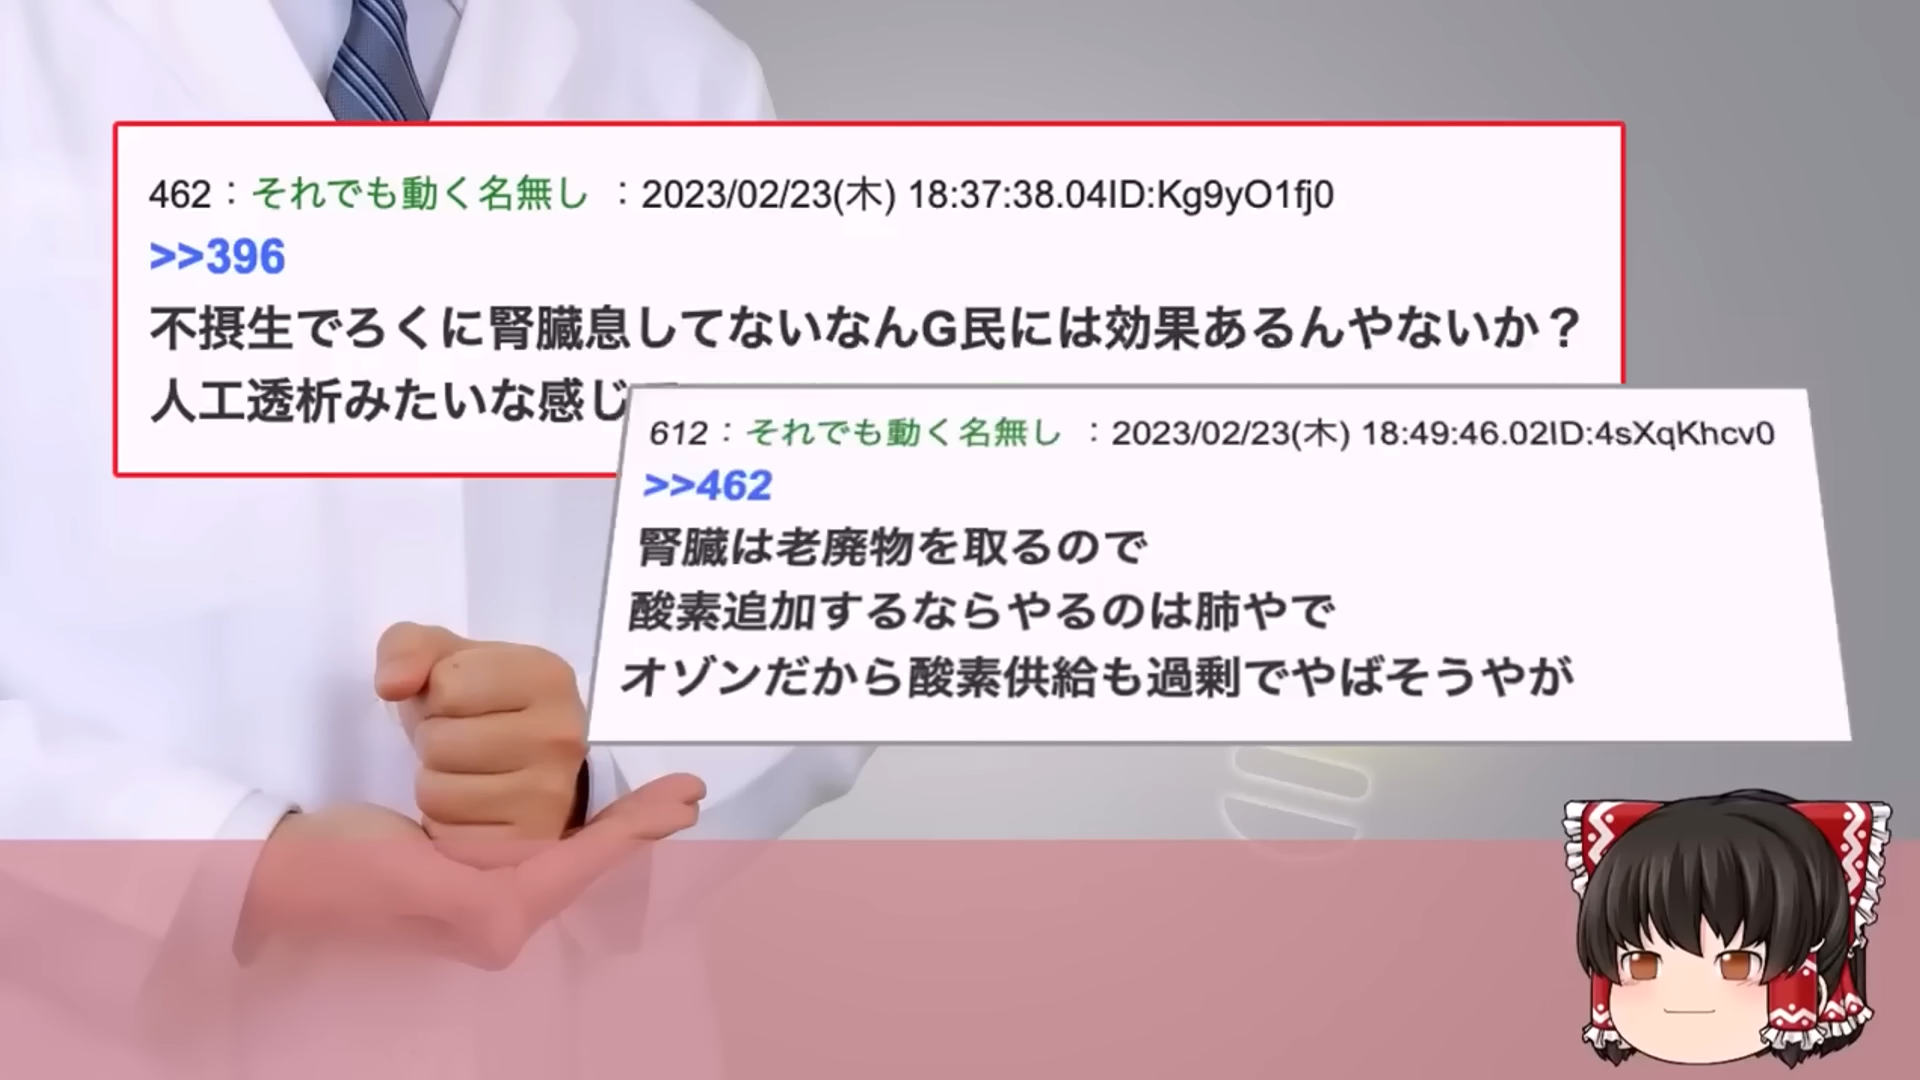 462：それでも動く名無し ：2023/02/23(木) 18:37:38.04ID:Kg9yO1fj0
>>396
不摂生でろくに腎臓息してないなんG民には効果あるんやないか？
人工透析みたいな感じ
612：それでも動く名無し ：2023/02/23(木) 18:49:46.02ID:4sXqKhcv0
>>462
腎臓は老廃物を取るので
酸素追加するならやるのは肺やで
オゾンだから酸素供給も過剰でやばそうやが